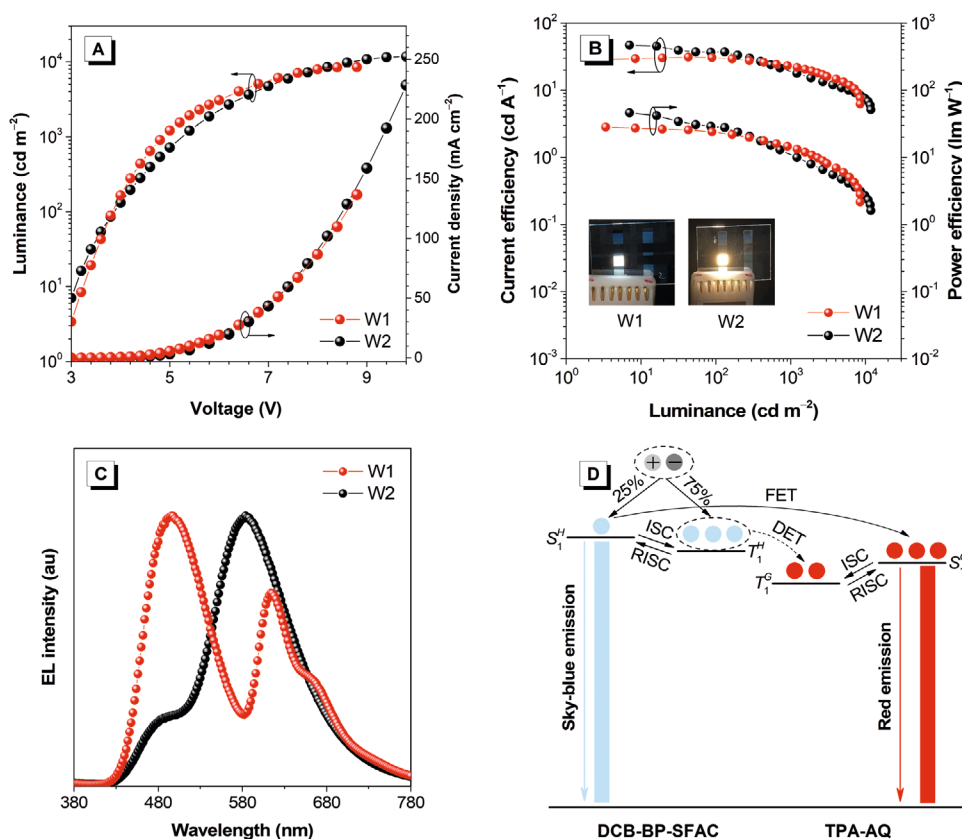 A
Luminance (cd m⁻²)
10⁴
10³
10²
10¹
10⁰
250
200
150
100
50
0
Current density (mA cm⁻²)
W1
W2
3 5 7 9
Voltage (V)
B
Current efficiency (cd A⁻¹)
10²
10¹
10⁰
10⁻¹
10⁻²
10⁻³
10³
10²
10¹
10⁰
10⁻¹
10⁻²
Power efficiency (lm W⁻¹)
W1 W2
W1
W2
10⁰ 10¹ 10² 10³ 10⁴ 10⁵
Luminance (cd m⁻²)
C
W1
W2
EL intensity (au)
380 480 580 680 780
Wavelength (nm)
D
+ −
25% 75%
FET
S₁ᴴ ISC RISC T₁ᴴ
DET
T₁ᴳ ISC RISC
Sky-blue emission
Red emission
DCB-BP-SFAC TPA-AQ